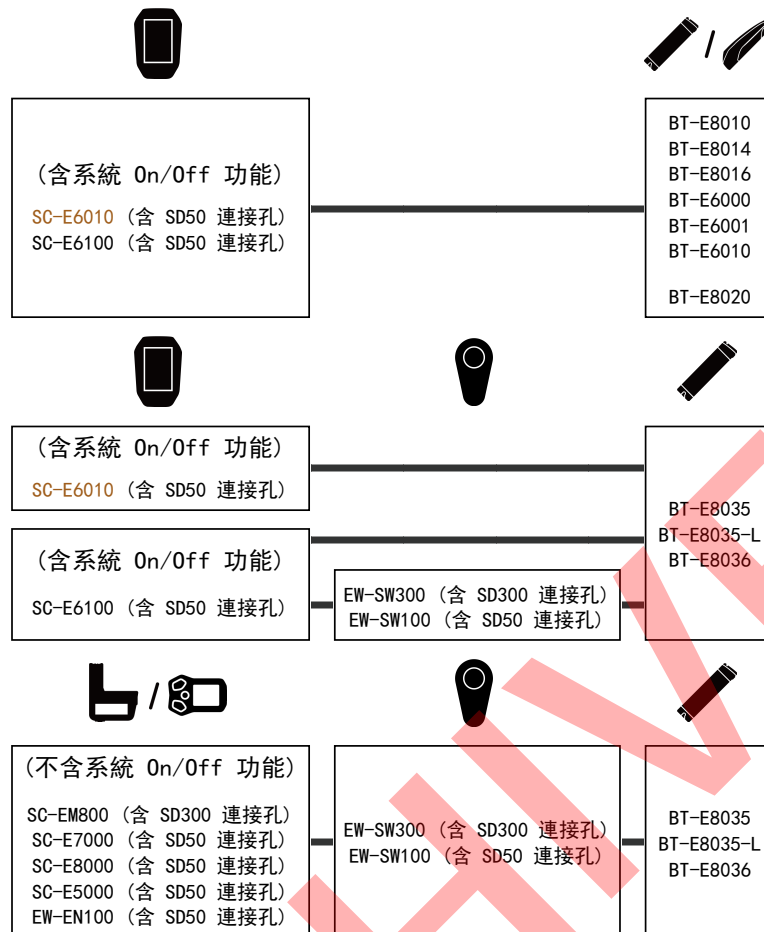 (含系統 On/Off 功能)
SC-E6010 (含 SD50 連接孔)
SC-E6100 (含 SD50 連接孔)
BT-E8010
BT-E8014
BT-E8016
BT-E6000
BT-E6001
BT-E6010
BT-E8020
(含系統 On/Off 功能)
SC-E6010 (含 SD50 連接孔)
(含系統 On/Off 功能)
SC-E6100 (含 SD50 連接孔)
EW-SW300 (含 SD300 連接孔)
EW-SW100 (含 SD50 連接孔)
BT-E8035
BT-E8035-L
BT-E8036
(不含系統 On/Off 功能)
SC-EM800 (含 SD300 連接孔)
SC-E7000 (含 SD50 連接孔)
SC-E8000 (含 SD50 連接孔)
SC-E5000 (含 SD50 連接孔)
EW-EN100 (含 SD50 連接孔)
EW-SW300 (含 SD300 連接孔)
EW-SW100 (含 SD50 連接孔)
BT-E8035
BT-E8035-L
BT-E8036